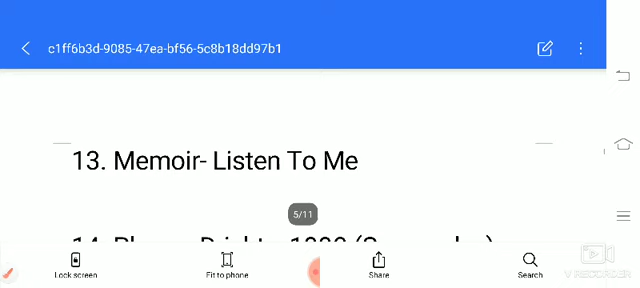 c1ff6b3d-9085-47ea-bf56-5c8b18dd97b1
13. Memoir- Listen To Me
5/11
Lock screen
Fit to phone
Share
Search
V RECORDER